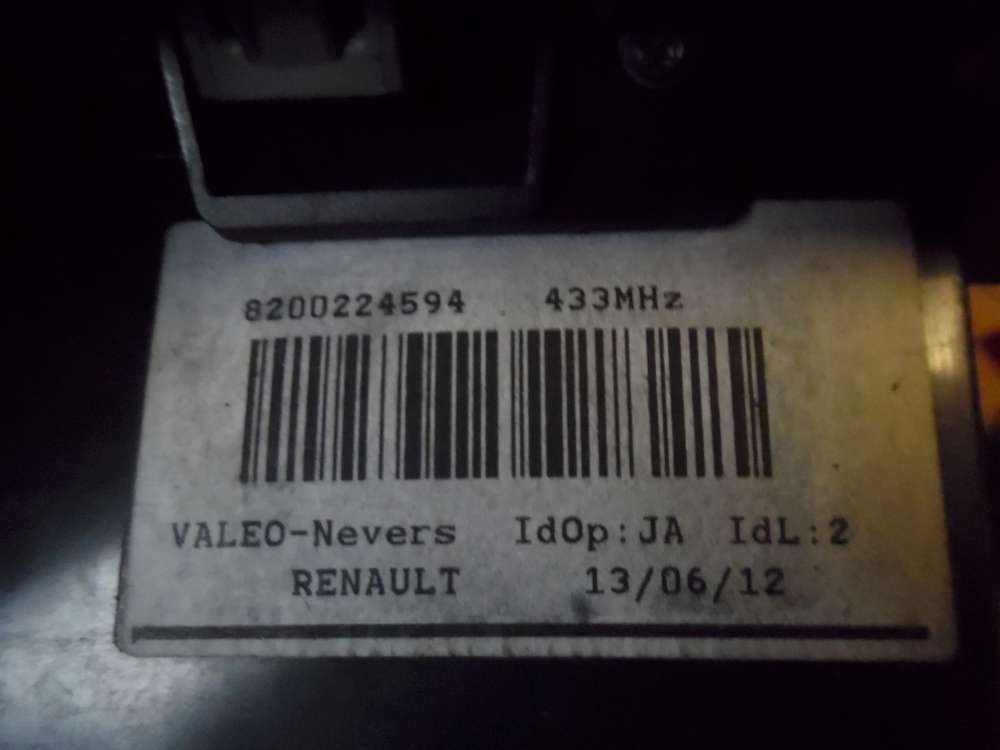 8200224594 433MHz
VALEO-Nevers IdOp:JA IdL:2
RENAULT 13/06/12